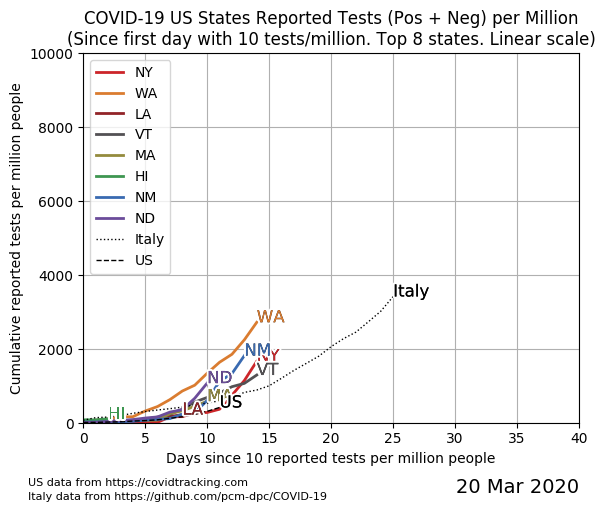 COVID-19 US States Reported Tests (Pos + Neg) per Million
(Since first day with 10 tests/million. Top 8 states. Linear scale)
Cumulative reported tests per million people
10000
8000
6000
4000
2000
0
NY
WA
LA
VT
MA
HI
NM
ND
Italy
US
Italy
WA
NM
NY
VT
ND
MA
US
LA
HI
0 5 10 15 20 25 30 35 40
Days since 10 reported tests per million people
US data from https://covidtracking.com
Italy data from https://github.com/pcm-dpc/COVID-19
20 Mar 2020